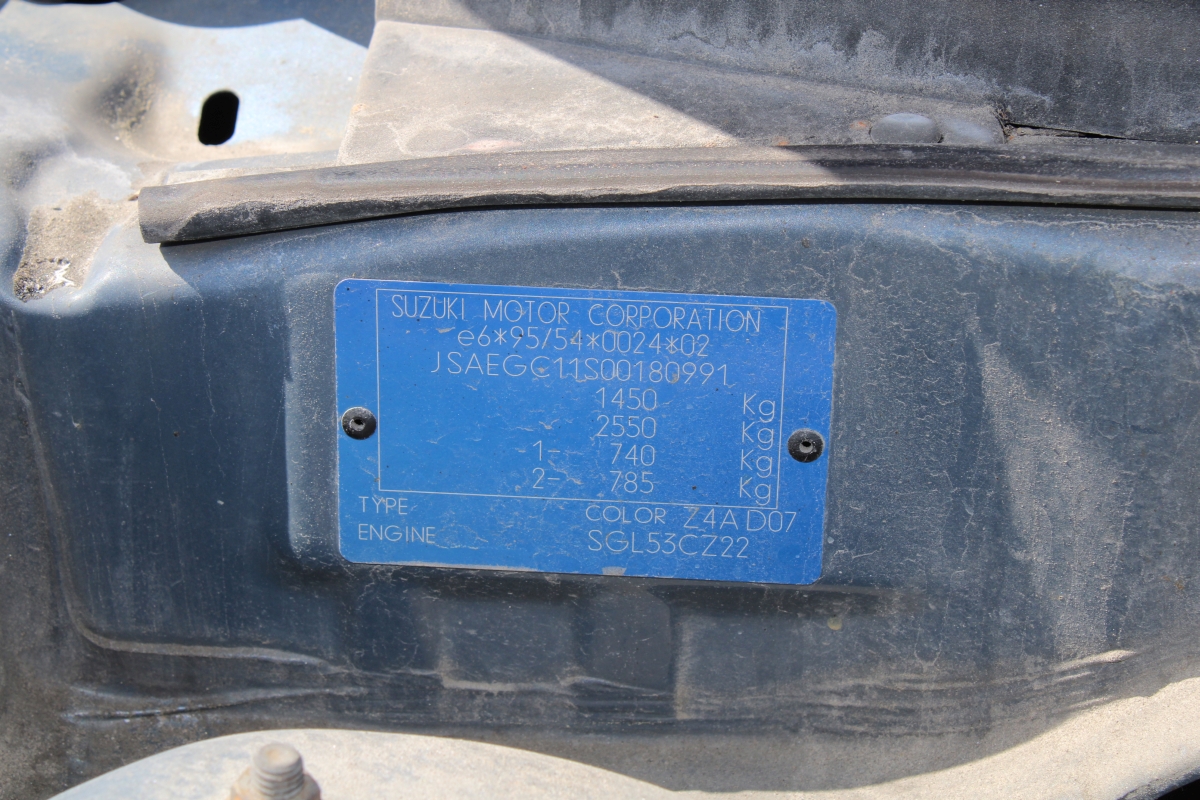 SUZUKI MOTOR CORPORATION
e6*95/54*0024*02
JSAEGC11S00180991
1450 Kg
2550 Kg
1- 740 Kg
2- 785 Kg
TYPE COLOR Z4A D07
ENGINE SGL53CZ22